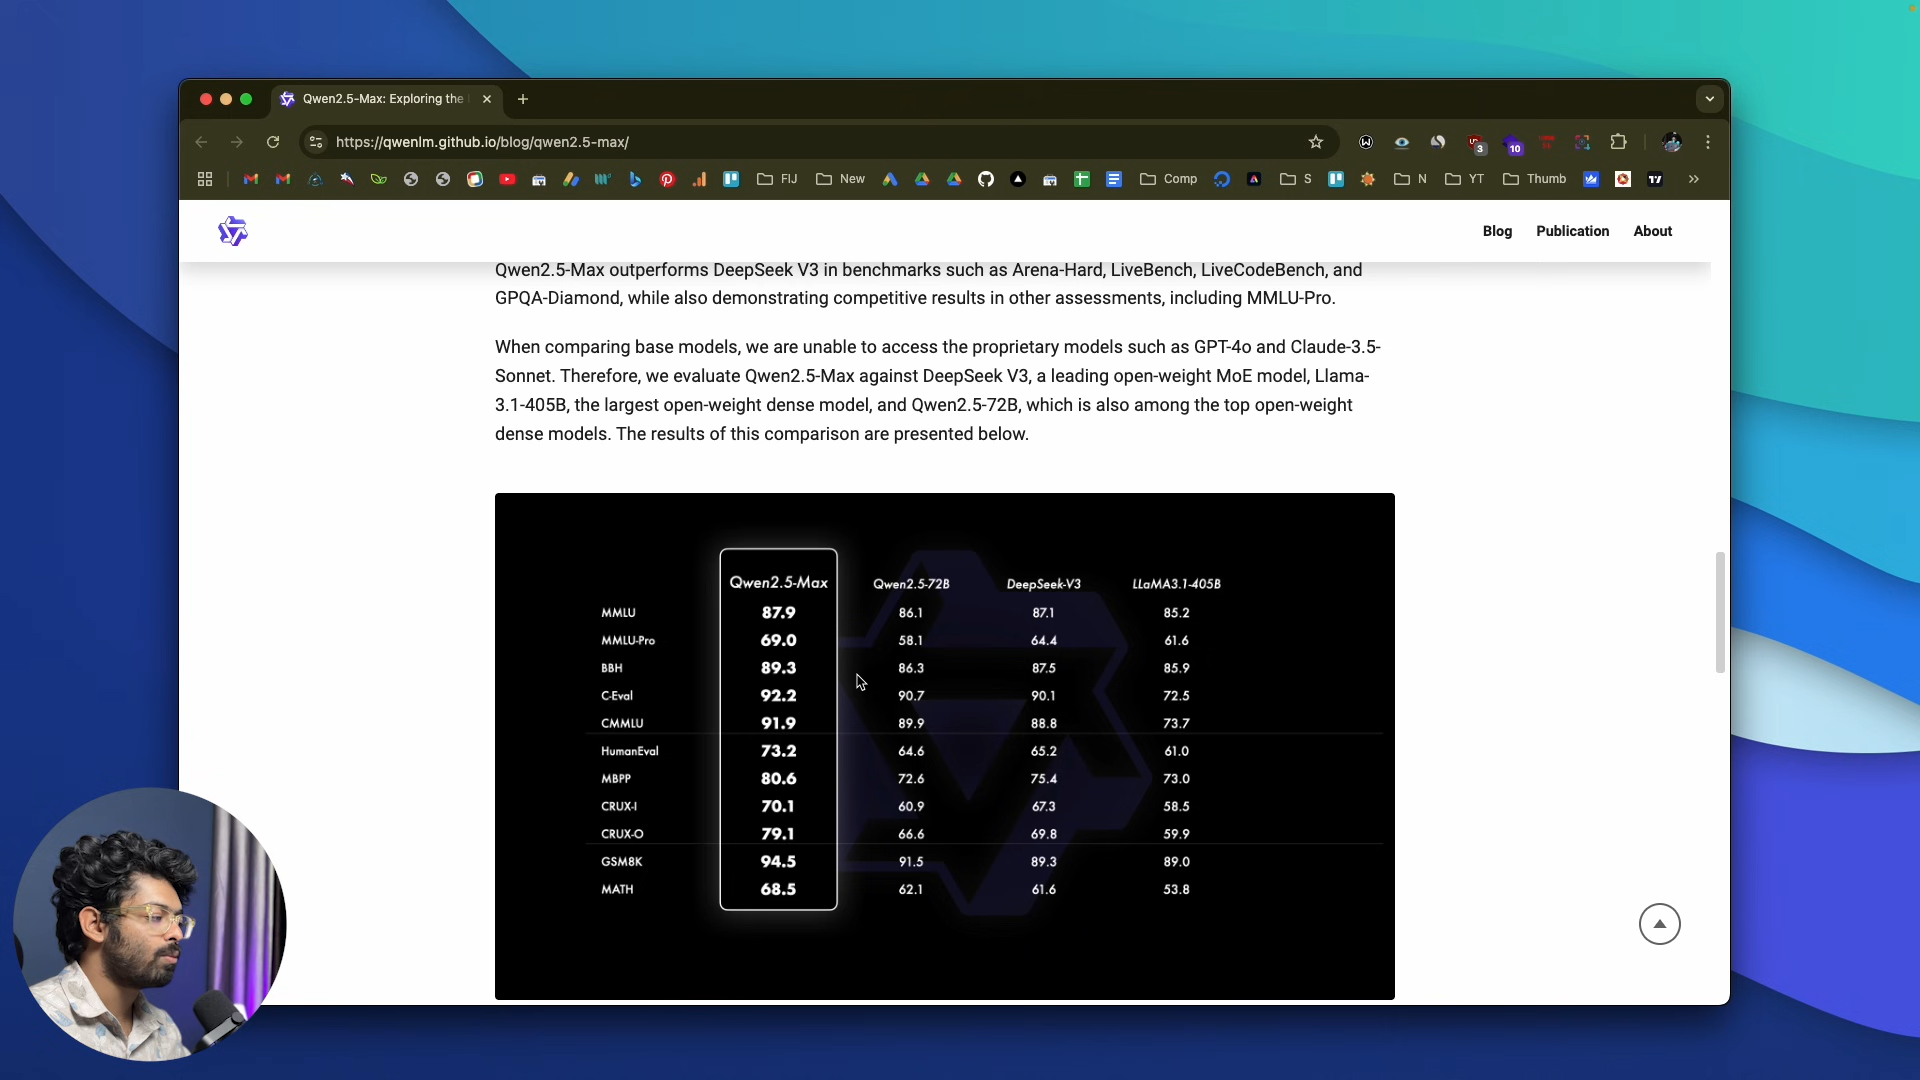 Qwen2.5-Max: Exploring the
https://qwenlm.github.io/blog/qwen2.5-max/
3
10
FIJ
New
Comp
S
N
YT
Thumb
Blog Publication About
Qwen2.5-Max outperforms DeepSeek V3 in benchmarks such as Arena-Hard, LiveBench, LiveCodeBench, and
GPQA-Diamond, while also demonstrating competitive results in other assessments, including MMLU-Pro.
When comparing base models, we are unable to access the proprietary models such as GPT-4o and Claude-3.5-
Sonnet. Therefore, we evaluate Qwen2.5-Max against DeepSeek V3, a leading open-weight MoE model, Llama-
3.1-405B, the largest open-weight dense model, and Qwen2.5-72B, which is also among the top open-weight
dense models. The results of this comparison are presented below.
Qwen2.5-Max Qwen2.5-72B DeepSeek-V3 LLaMA3.1-405B
MMLU 87.9 86.1 87.1 85.2
MMLU-Pro 69.0 58.1 64.4 61.6
BBH 89.3 86.3 87.5 85.9
C-Eval 92.2 90.7 90.1 72.5
CMMLU 91.9 89.9 88.8 73.7
HumanEval 73.2 64.6 65.2 61.0
MBPP 80.6 72.6 75.4 73.0
CRUX-I 70.1 60.9 67.3 58.5
CRUX-O 79.1 66.6 69.8 59.9
GSM8K 94.5 91.5 89.3 89.0
MATH 68.5 62.1 61.6 53.8